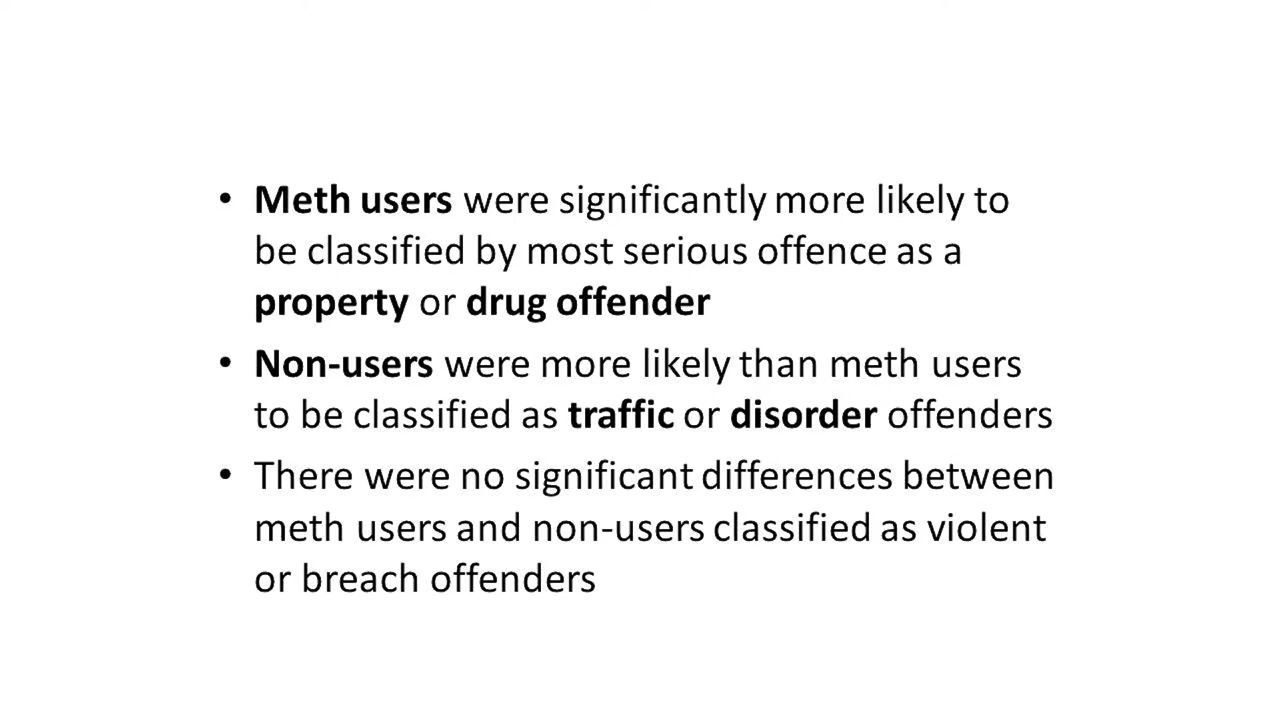 • Meth users were significantly more likely to
be classified by most serious offence as a
property or drug offender
• Non-users were more likely than meth users
to be classified as traffic or disorder offenders
• There were no significant differences between
meth users and non-users classified as violent
or breach offenders